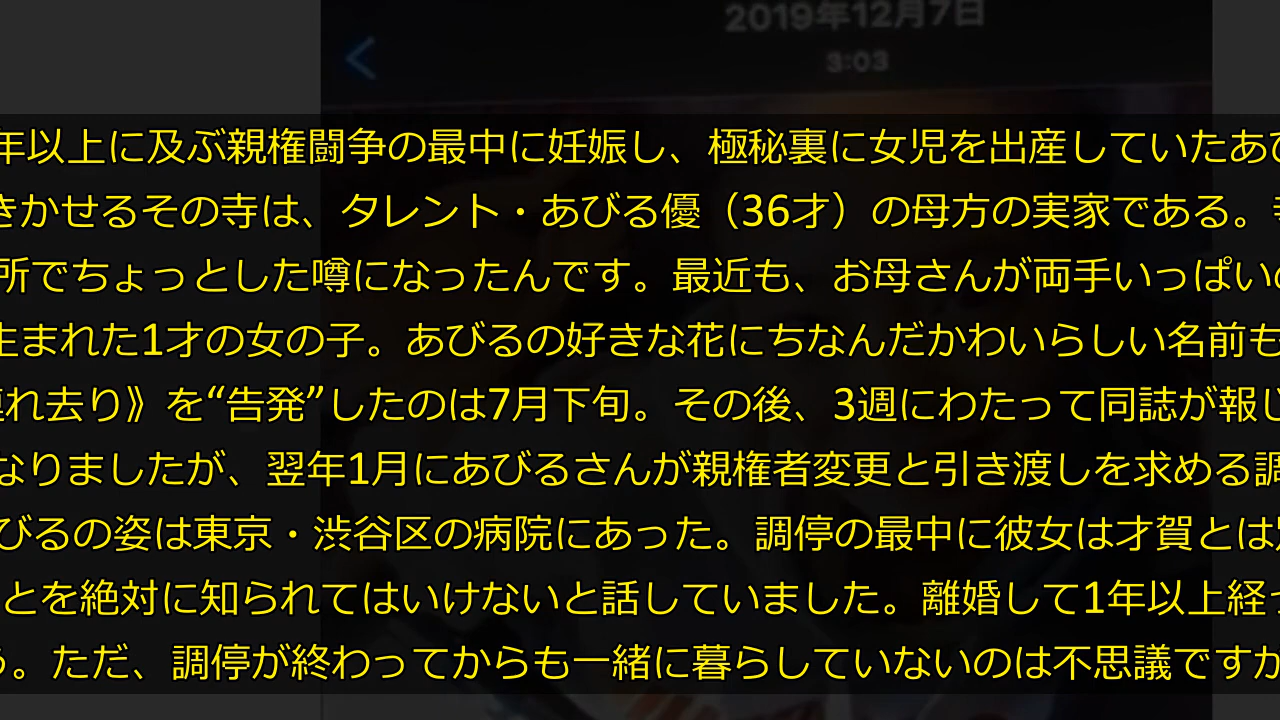 2019年12月7日
3:03
年以上に及ぶ親権闘争の最中に妊娠し、極秘裏に女児を出産していたあ
きかせるその寺は、タレント・あびる優（36才）の母方の実家である。
所でちょっとした噂になったんです。最近も、お母さんが両手いっぱい
生まれた1才の女の子。あびるの好きな花にちなんだかわいらしい名前も
れ去り》を“告発”したのは7月下旬。その後、3週にわたって同誌が報じ
なりましたが、翌年1月にあびるさんが親権者変更と引き渡しを求める調
びるの姿は東京・渋谷区の病院にあった。調停の最中に彼女は才賀とは
とを絶対に知られてはいけないと話していました。離婚して1年以上経
。ただ、調停が終わってからも一緒に暮らしていないのは不思議ですが